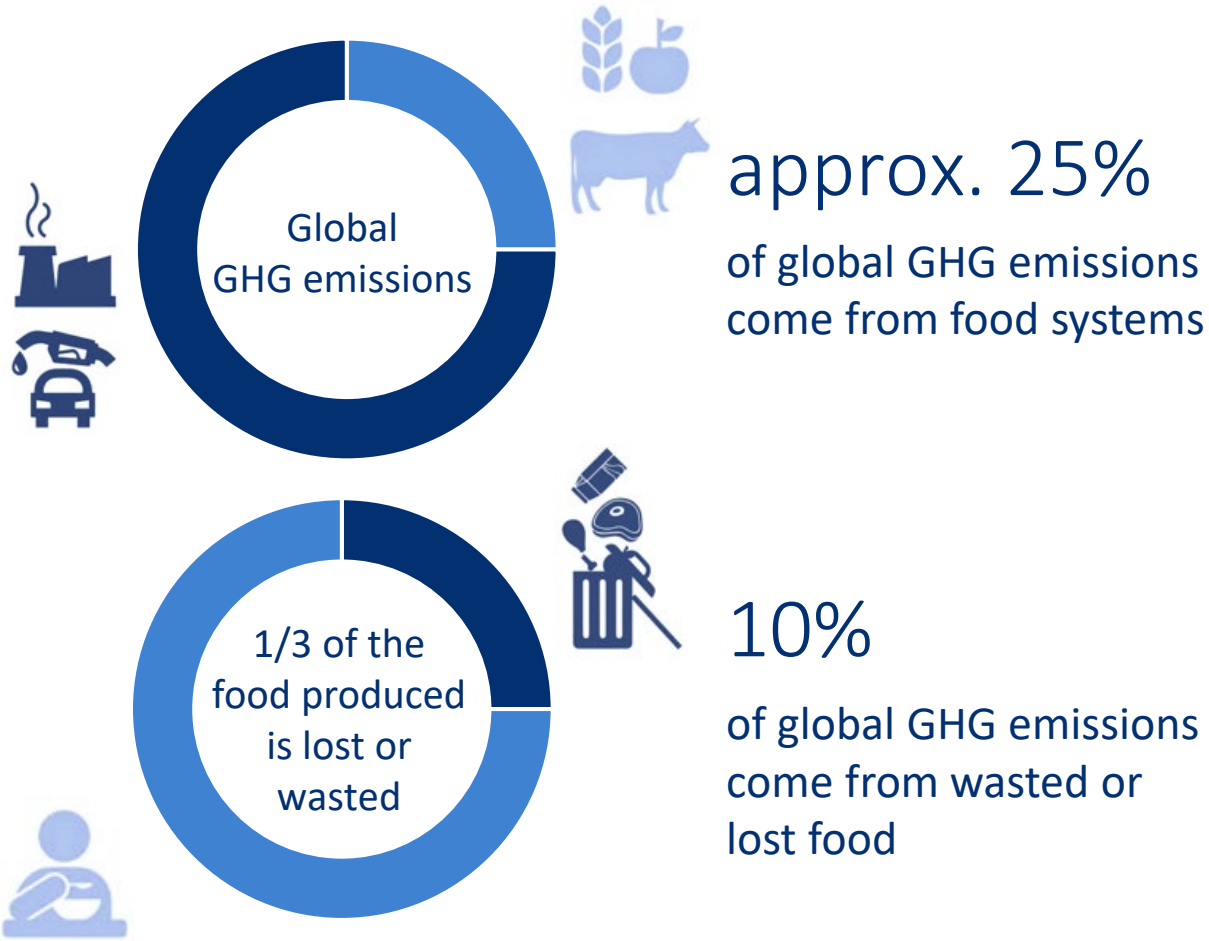 Global
GHG emissions
approx. 25%
of global GHG emissions
come from food systems
1/3 of the
food produced
is lost or
wasted
10%
of global GHG emissions
come from wasted or
lost food